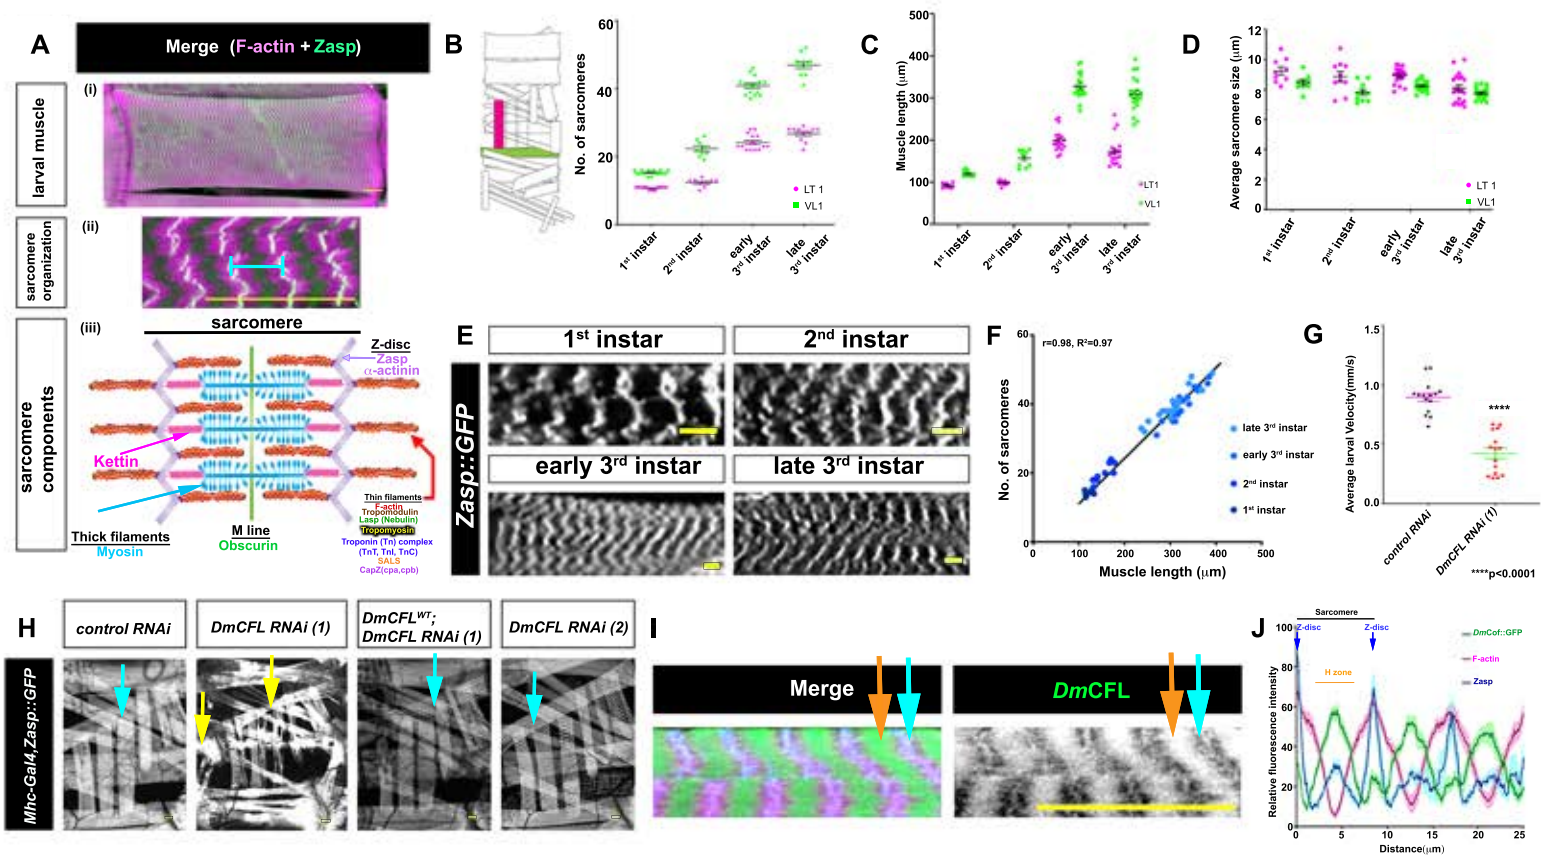 A
Merge (F-actin + Zasp)
larval muscle
(i)
sarcomere
organization
(ii)
sarcomere
components
(iii)
sarcomere
Z-disc
Zasp
α-actinin
Kettin
Thick filaments
Myosin
M line
Obscurin
Thin filaments
F-actin
Tropomodulin
Lasp (Nebulin)
Tropomyosin
Troponin (Tn) complex
(TnT, TnI, TnC)
SALS
CapZ(cpa,cpb)
B
No. of sarcomeres
60
40
20
0
LT 1
VL1
1st instar
2nd instar
early
3rd instar
late
3rd instar
C
Muscle length (μm)
500
400
300
200
100
0
LT1
VL1
1st instar
2nd instar
early
3rd instar
late
3rd instar
D
Average sarcomere size (μm)
12
10
8
6
4
2
0
LT 1
VL1
1st instar
2nd instar
early
3rd instar
late
3rd instar
E
Zasp::GFP
1st instar
2nd instar
early 3rd instar
late 3rd instar
F
r=0.98, R²=0.97
No. of sarcomeres
60
40
20
0
0
100
200
300
400
500
Muscle length (μm)
late 3rd instar
early 3rd instar
2nd instar
1st instar
G
Average larval Velocity(mm/s)
1.5
1.0
0.5
0.0
****
control RNAi
DmCFL RNAi (1)
****p<0.0001
H
Mhc-Gal4,Zasp::GFP
control RNAi
DmCFL RNAi (1)
DmCFLWT;
DmCFL RNAi (1)
DmCFL RNAi (2)
I
Merge
DmCFL
J
Sarcomere
Z-disc
Z-disc
H zone
Relative fluorescence intensity
100
80
60
40
20
0
0
5
10
15
20
25
Distance(μm)
DmCof::GFP
F-actin
Zasp